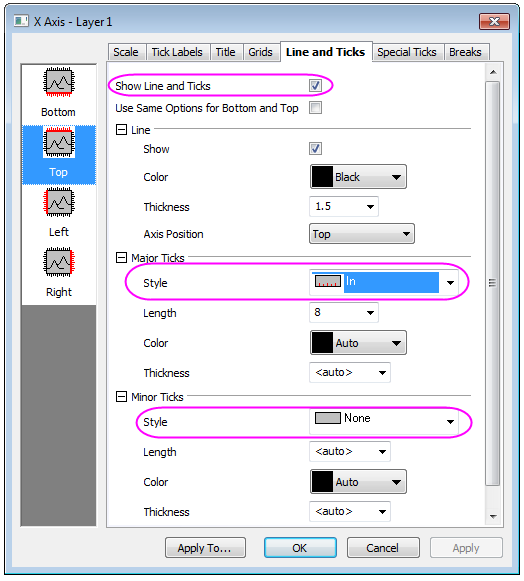 X Axis - Layer1
Scale Tick Labels Title Grids Line and Ticks Special Ticks Breaks
Bottom
Top
Left
Right
Show Line and Ticks
Use Same Options for Bottom and Top
Line
Show
Color Black
Thickness 1.5
Axis Position Top
Major Ticks
Style In
Length 8
Color Auto
Thickness <auto>
Minor Ticks
Style None
Length <auto>
Color Auto
Thickness <auto>
Apply To... OK Cancel Apply